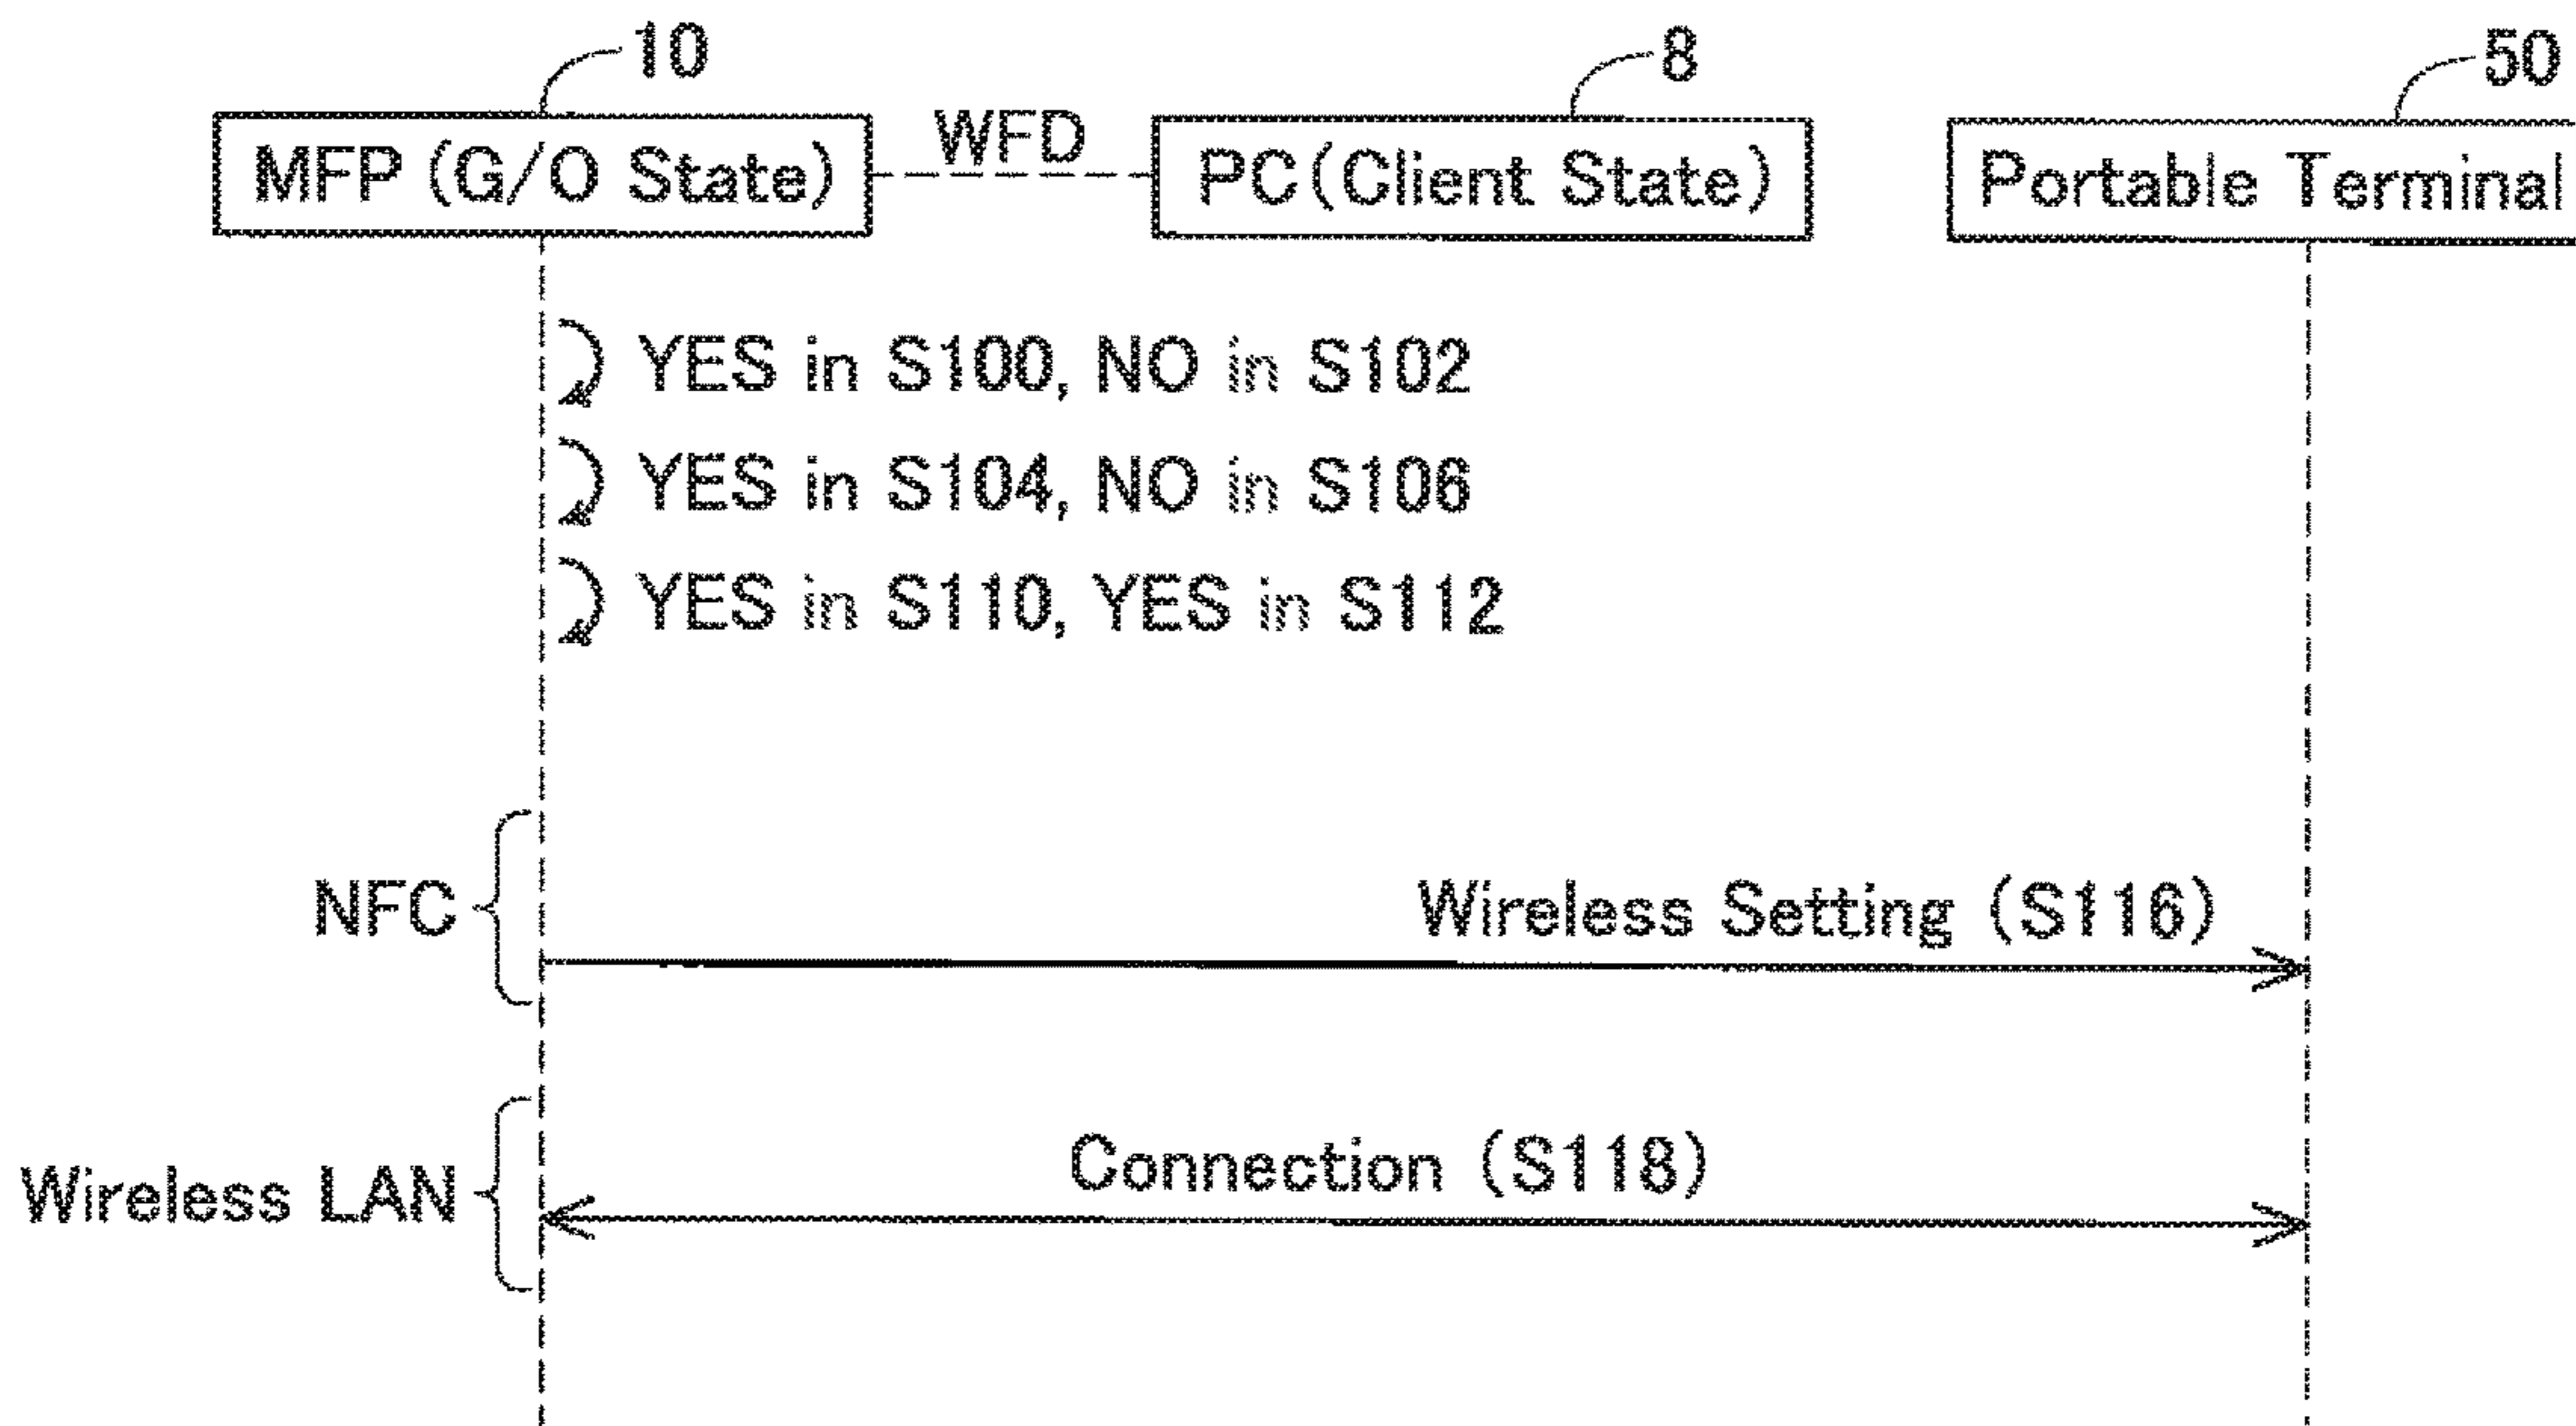 10
8
50
MFP (G/O State)
WFD
PC(Client State)
Portable Terminal
YES in S100, NO in S102
YES in S104, NO in S106
YES in S110, YES in S112
NFC
Wireless Setting (S116)
Wireless LAN
Connection (S118)